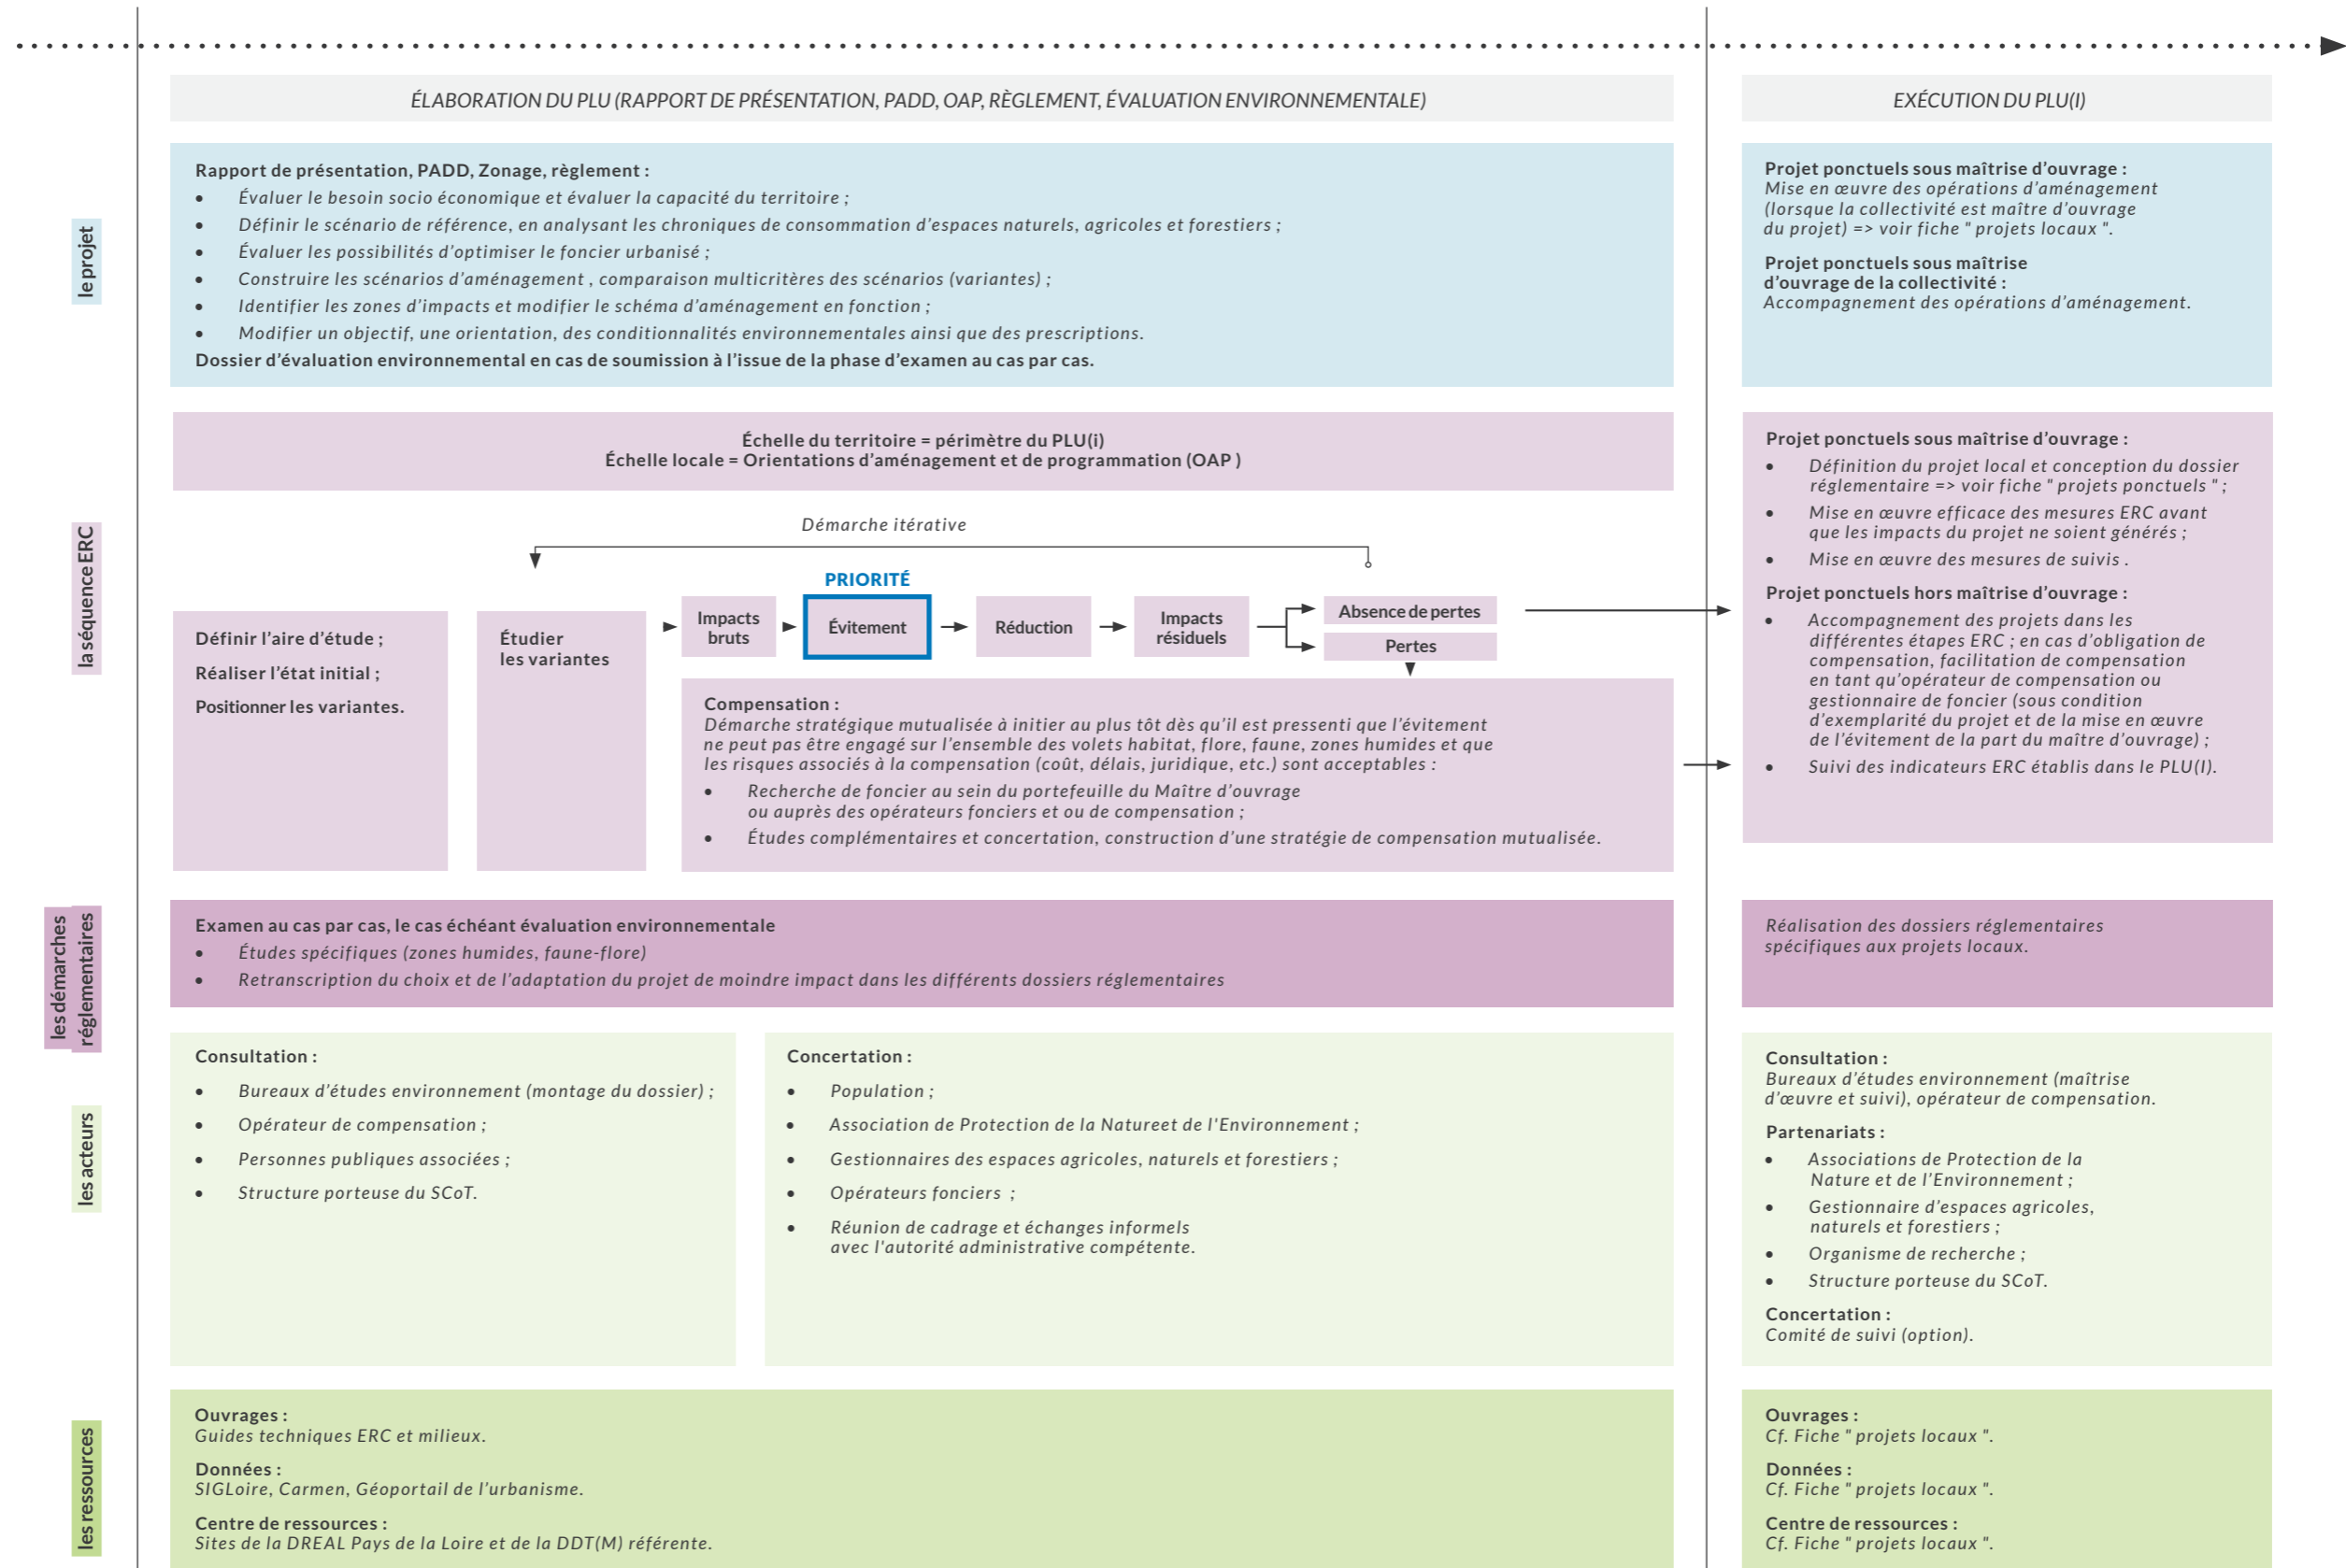 ÉLABORATION DU PLU (RAPPORT DE PRÉSENTATION, PADD, OAP, RÈGLEMENT, ÉVALUATION ENVIRONNEMENTALE)
EXÉCUTION DU PLU(I)
le projet
Rapport de présentation, PADD, Zonage, règlement :
• Évaluer le besoin socio économique et évaluer la capacité du territoire ;
• Définir le scénario de référence, en analysant les chroniques de consommation d'espaces naturels, agricoles et forestiers ;
• Évaluer les possibilités d'optimiser le foncier urbanisé ;
• Construire les scénarios d'aménagement , comparaison multicritères des scénarios (variantes) ;
• Identifier les zones d'impacts et modifier le schéma d'aménagement en fonction ;
• Modifier un objectif, une orientation, des conditionnalités environnementales ainsi que des prescriptions.
Dossier d'évaluation environnemental en cas de soumission à l'issue de la phase d'examen au cas par cas.
Projet ponctuels sous maîtrise d'ouvrage :
Mise en œuvre des opérations d'aménagement
(lorsque la collectivité est maître d'ouvrage
du projet) => voir fiche " projets locaux ".
Projet ponctuels sous maîtrise
d'ouvrage de la collectivité :
Accompagnement des opérations d'aménagement.
la séquence ERC
Échelle du territoire = périmètre du PLU(i)
Échelle locale = Orientations d'aménagement et de programmation (OAP )
Démarche itérative
PRIORITÉ
Définir l'aire d'étude ;
Réaliser l'état initial ;
Positionner les variantes.
Étudier
les variantes
Impacts
bruts
Évitement
Réduction
Impacts
résiduels
Absence de pertes
Pertes
Compensation :
Démarche stratégique mutualisée à initier au plus tôt dès qu'il est pressenti que l'évitement
ne peut pas être engagé sur l'ensemble des volets habitat, flore, faune, zones humides et que
les risques associés à la compensation (coût, délais, juridique, etc.) sont acceptables :
• Recherche de foncier au sein du portefeuille du Maître d'ouvrage
ou auprès des opérateurs fonciers et ou de compensation ;
• Études complémentaires et concertation, construction d'une stratégie de compensation mutualisée.
Projet ponctuels sous maîtrise d'ouvrage :
• Définition du projet local et conception du dossier
réglementaire => voir fiche " projets ponctuels " ;
• Mise en œuvre efficace des mesures ERC avant
que les impacts du projet ne soient générés ;
• Mise en œuvre des mesures de suivis .
Projet ponctuels hors maîtrise d'ouvrage :
• Accompagnement des projets dans les
différentes étapes ERC ; en cas d'obligation de
compensation, facilitation de compensation
en tant qu'opérateur de compensation ou
gestionnaire de foncier (sous condition
d'exemplarité du projet et de la mise en œuvre
de l'évitement de la part du maître d'ouvrage) ;
• Suivi des indicateurs ERC établis dans le PLU(I).
les démarches
réglementaires
Examen au cas par cas, le cas échéant évaluation environnementale
• Études spécifiques (zones humides, faune-flore)
• Retranscription du choix et de l'adaptation du projet de moindre impact dans les différents dossiers réglementaires
Réalisation des dossiers réglementaires
spécifiques aux projets locaux.
les acteurs
Consultation :
• Bureaux d'études environnement (montage du dossier) ;
• Opérateur de compensation ;
• Personnes publiques associées ;
• Structure porteuse du SCoT.
Concertation :
• Population ;
• Association de Protection de la Natureet de l'Environnement ;
• Gestionnaires des espaces agricoles, naturels et forestiers ;
• Opérateurs fonciers ;
• Réunion de cadrage et échanges informels
avec l'autorité administrative compétente.
Consultation :
Bureaux d'études environnement (maîtrise
d'œuvre et suivi), opérateur de compensation.
Partenariats :
• Associations de Protection de la
Nature et de l'Environnement ;
• Gestionnaire d'espaces agricoles,
naturels et forestiers ;
• Organisme de recherche ;
• Structure porteuse du SCoT.
Concertation :
Comité de suivi (option).
les ressources
Ouvrages :
Guides techniques ERC et milieux.
Données :
SIGLoire, Carmen, Géoportail de l'urbanisme.
Centre de ressources :
Sites de la DREAL Pays de la Loire et de la DDT(M) référente.
Ouvrages :
Cf. Fiche " projets locaux ".
Données :
Cf. Fiche " projets locaux ".
Centre de ressources :
Cf. Fiche " projets locaux ".